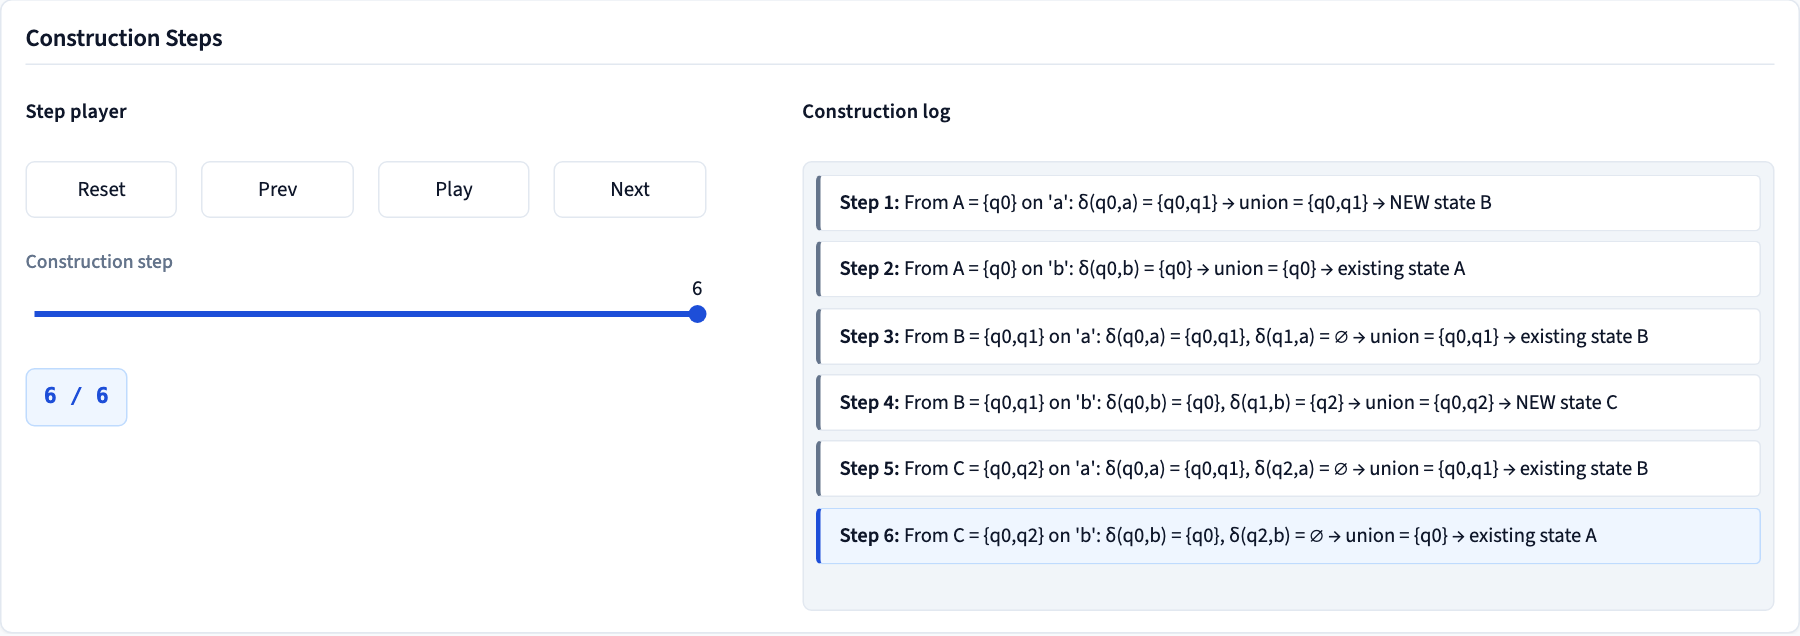 Construction Steps
Step player
Reset
Prev
Play
Next
Construction step
6
6 / 6
Construction log
Step 1: From A = {q0} on 'a': δ(q0,a) = {q0,q1} → union = {q0,q1} → NEW state B
Step 2: From A = {q0} on 'b': δ(q0,b) = {q0} → union = {q0} → existing state A
Step 3: From B = {q0,q1} on 'a': δ(q0,a) = {q0,q1}, δ(q1,a) = ∅ → union = {q0,q1} → existing state B
Step 4: From B = {q0,q1} on 'b': δ(q0,b) = {q0}, δ(q1,b) = {q2} → union = {q0,q2} → NEW state C
Step 5: From C = {q0,q2} on 'a': δ(q0,a) = {q0,q1}, δ(q2,a) = ∅ → union = {q0,q1} → existing state B
Step 6: From C = {q0,q2} on 'b': δ(q0,b) = {q0}, δ(q2,b) = ∅ → union = {q0} → existing state A